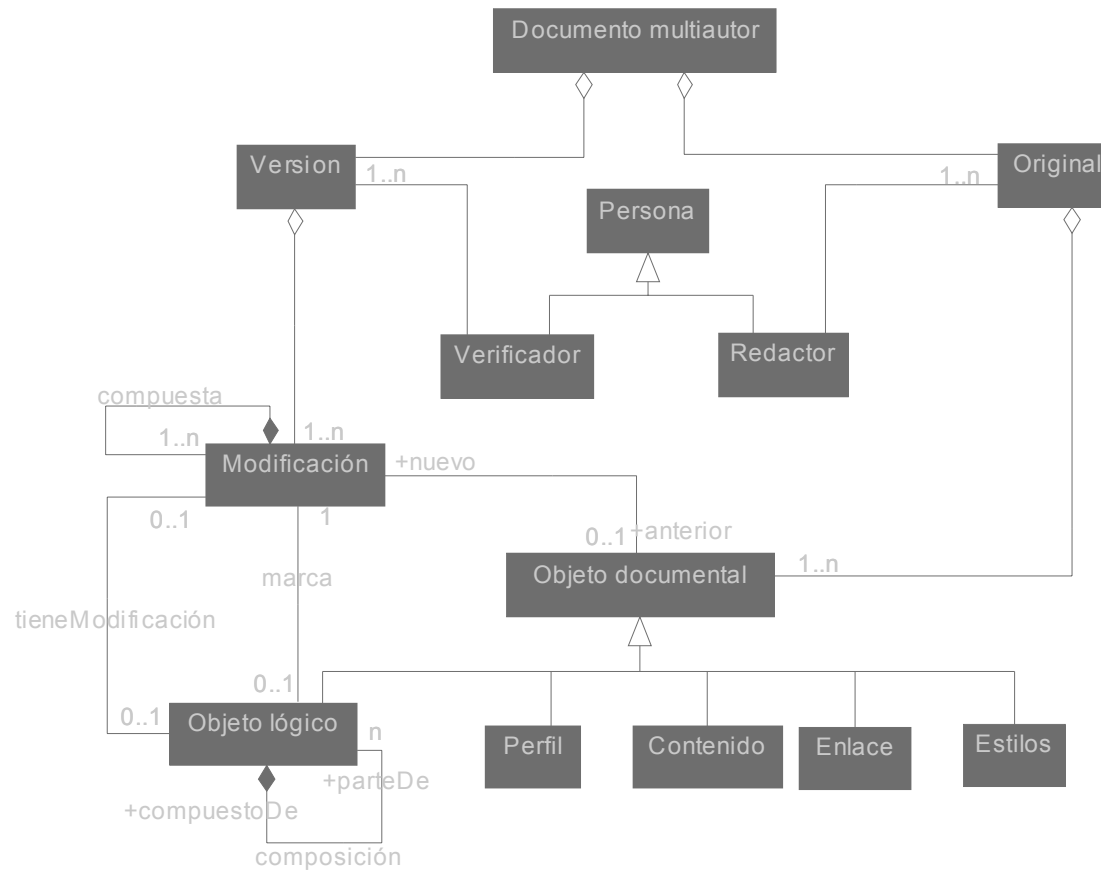 Documento multiautor
Version
1..n
1..n
Original
Persona
Verificador
Redactor
compuesta
1..n
1..n
Modificación
+nuevo
0..1
1
0..1
+anterior
Objeto documental
1..n
marca
tieneModificación
0..1
0..1
Objeto lógico
n
Perfil
Contenido
Enlace
Estilos
+parteDe
+compuestoDe
composición